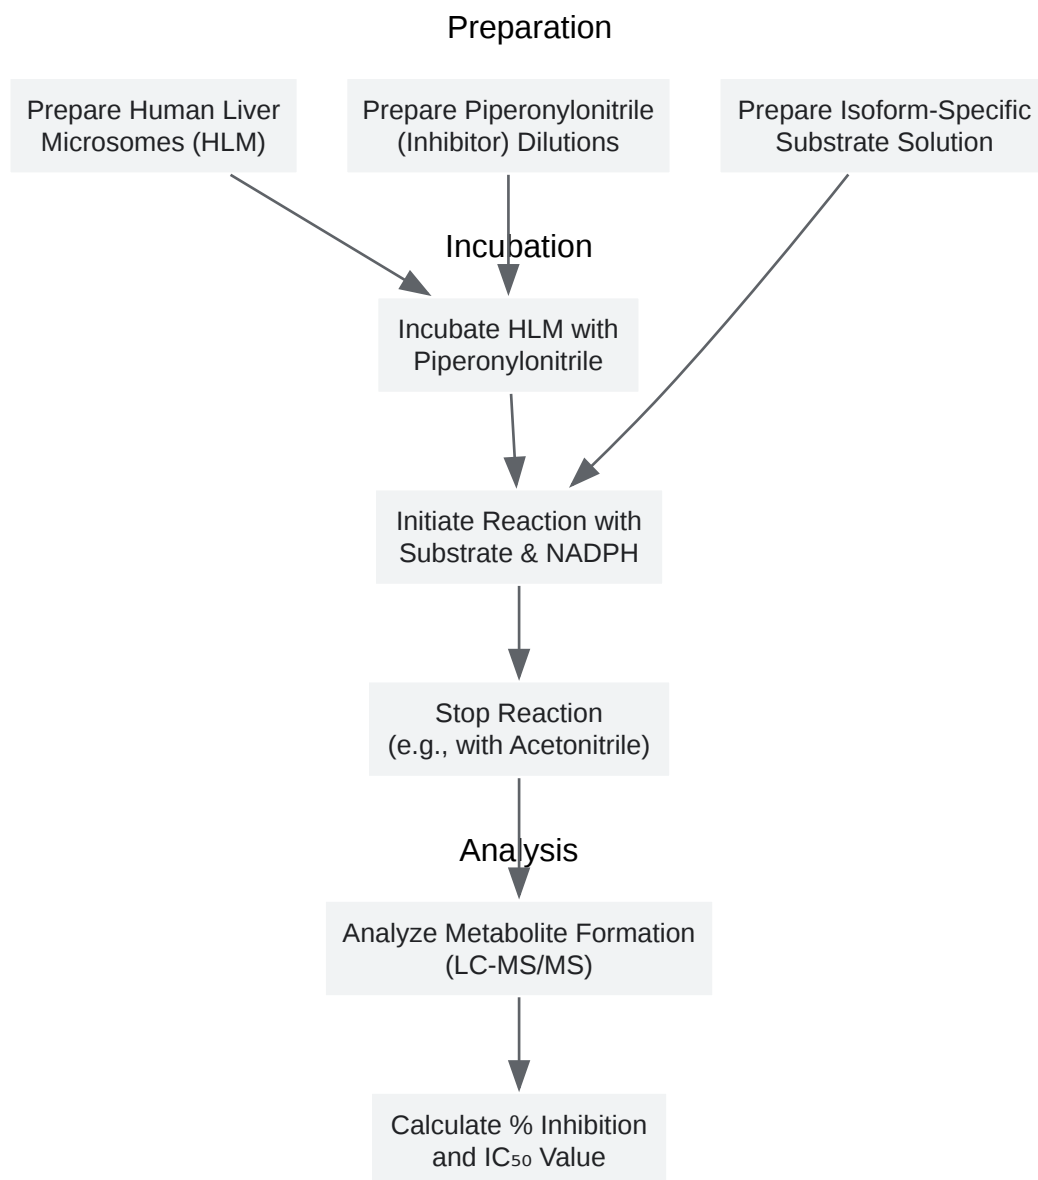 Preparation
Prepare Human Liver
Microsomes (HLM)
Prepare Piperonylonitrile
(Inhibitor) Dilutions
Prepare Isoform-Specific
Substrate Solution
Incubation
Incubate HLM with
Piperonylonitrile
Initiate Reaction with
Substrate & NADPH
Stop Reaction
(e.g., with Acetonitrile)
Analysis
Analyze Metabolite Formation
(LC-MS/MS)
Calculate % Inhibition
and IC₅₀ Value